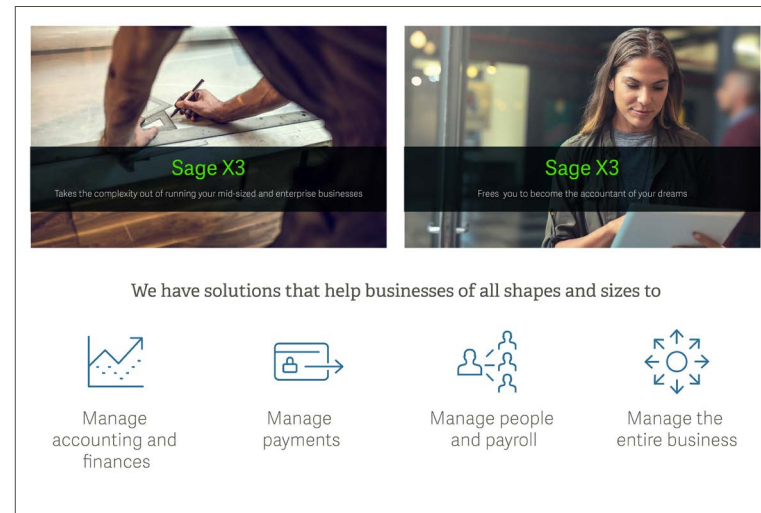 Sage X3
Takes the complexity out of running your mid-sized and enterprise businesses
Sage X3
Frees you to become the accountant of your dreams
We have solutions that help businesses of all shapes and sizes to
Manage
accounting and
finances
Manage
payments
Manage people
and payroll
Manage the
entire business